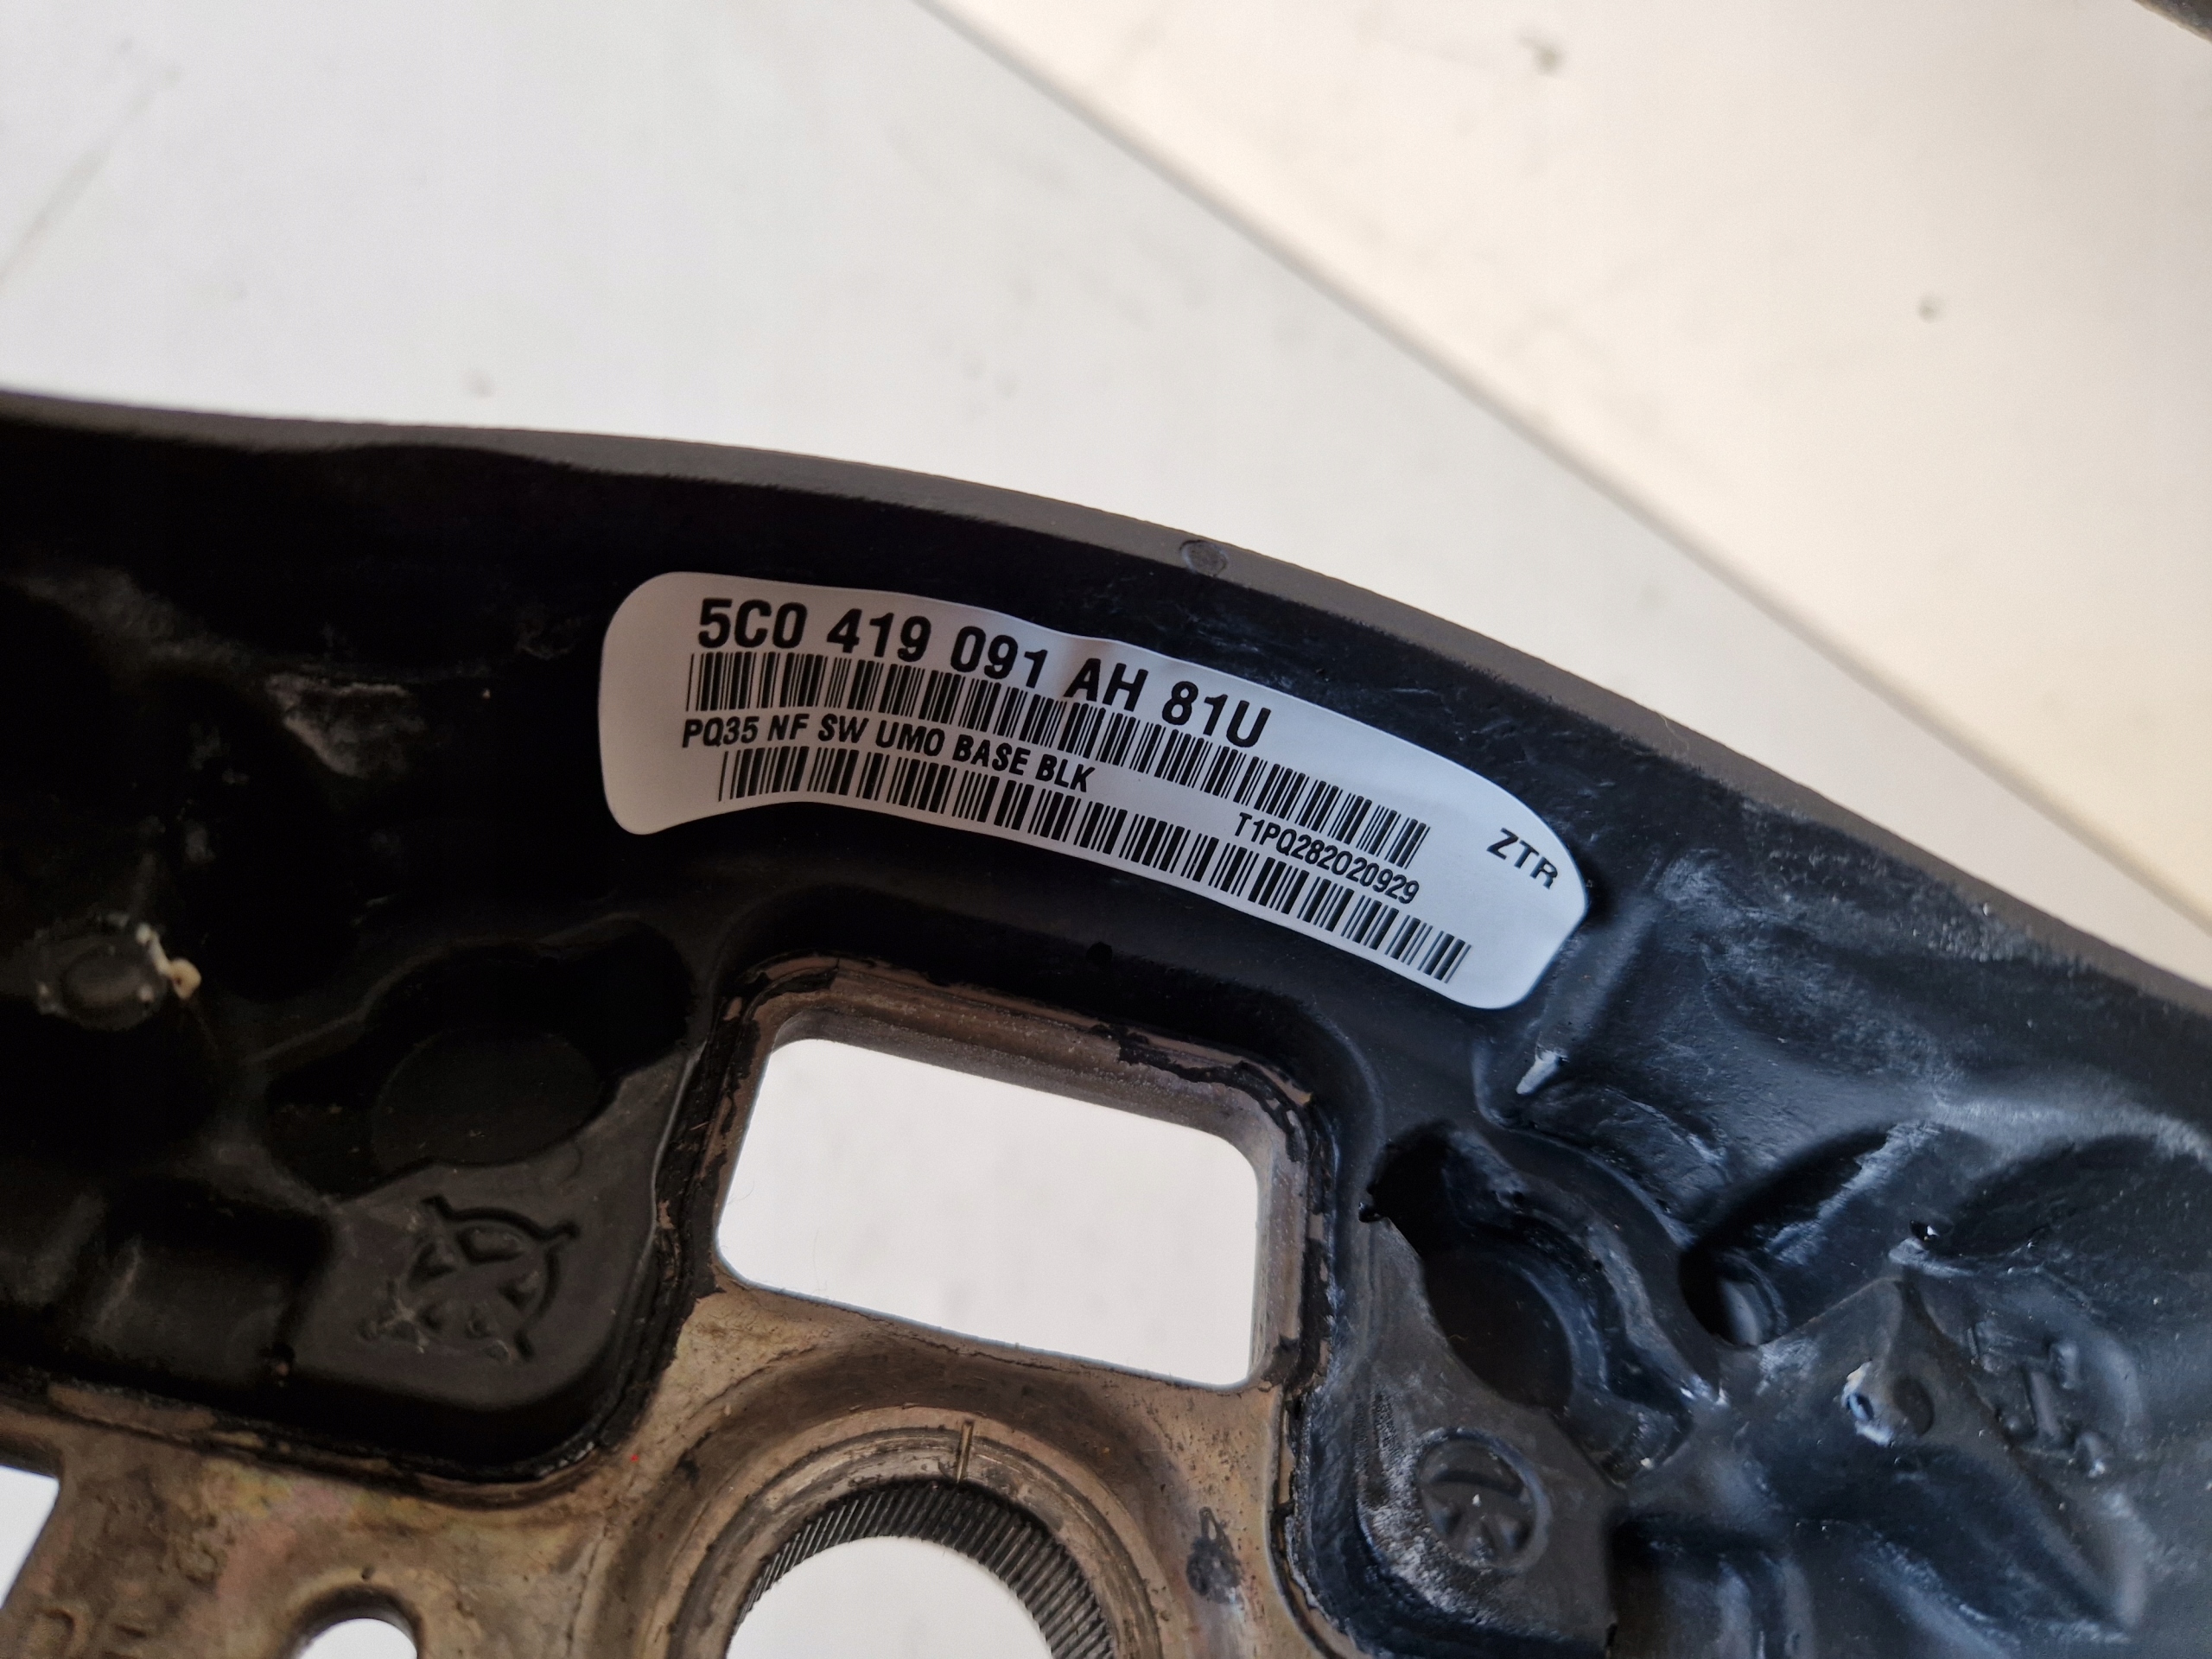 5C0 419 091 AH 81U
PQ35 NF SW UMO BASE BLK
T1PQ282020929
ZTR